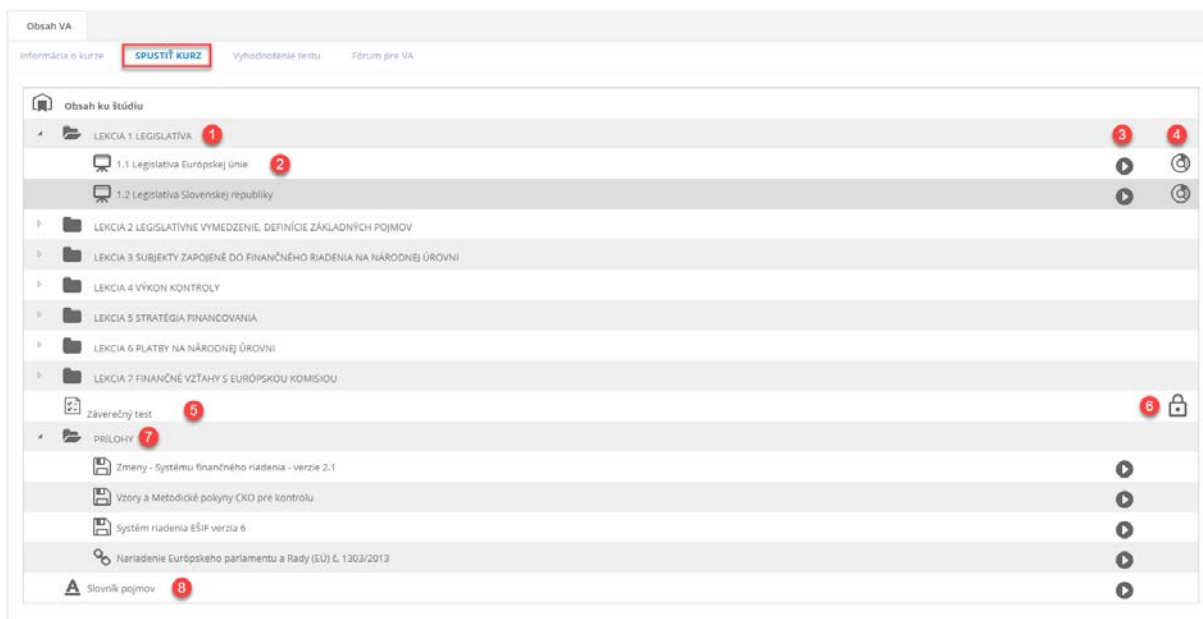 Obsah VA
Informácia o kurze SPUSTIŤ KURZ Vyhodnotenie testu Fórum pre VA
Obsah ku štúdiu
LEKCIA 1 LEGISLATÍVA 1 3 4
1.1 Legislatíva Európskej únie 2
1.2 Legislatíva Slovenskej republiky
LEKCIA 2 LEGISLATÍVNE VYMEDZENIE, DEFINÍCIE ZÁKLADNÝCH POJMOV
LEKCIA 3 SUBJEKTY ZAPOJENÉ DO FINANČNÉHO RIADENIA NA NÁRODNEJ ÚROVNI
LEKCIA 4 VÝKON KONTROLY
LEKCIA 5 STRATÉGIA FINANCOVANIA
LEKCIA 6 PLATBY NA NÁRODNEJ ÚROVNI
LEKCIA 7 FINANČNÉ VZŤAHY S EURÓPSKOU KOMISIOU
Záverečný test 5 6
PRÍLOHY 7
Zmeny - Systému finančného riadenia - verzie 2.1
Vzory a Metodické pokyny CKO pre kontrolu
Systém riadenia EŠIF verzia 6
Nariadenie Európskeho parlamentu a Rady (EÚ) č. 1303/2013
A Slovník pojmov 8